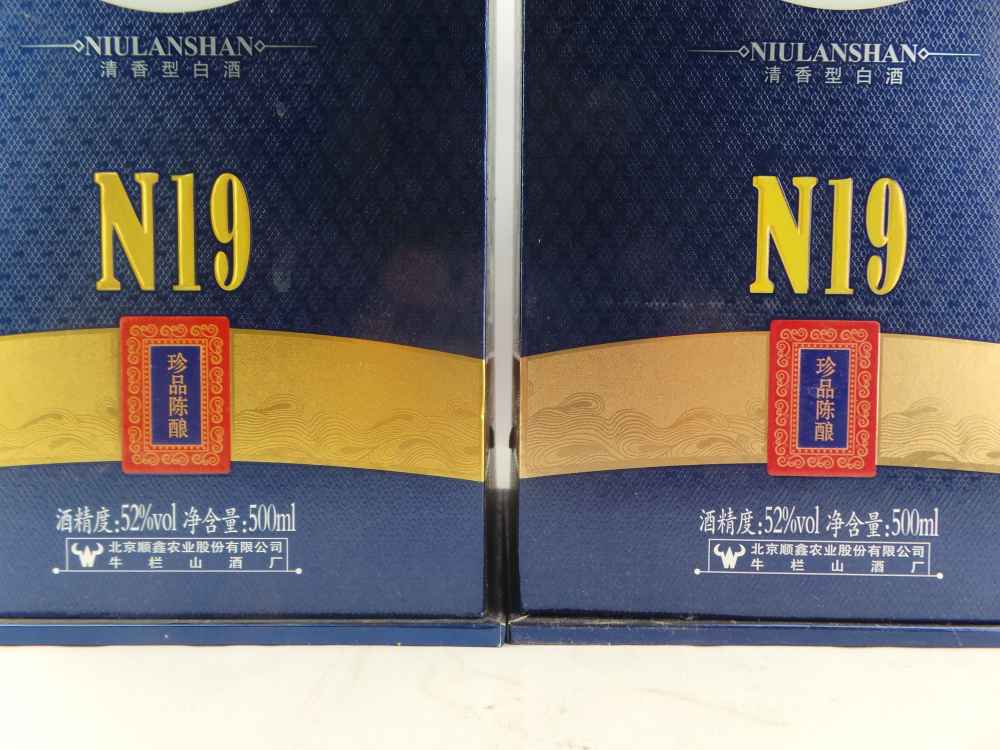 NIULANSHAN
清香型白酒
N19
珍品陈酿
酒精度:52%vol 净含量:500ml
北京顺鑫农业股份有限公司
牛栏山酒厂
NIULANSHAN
清香型白酒
N19
珍品陈酿
酒精度:52%vol 净含量:500ml
北京顺鑫农业股份有限公司
牛栏山酒厂